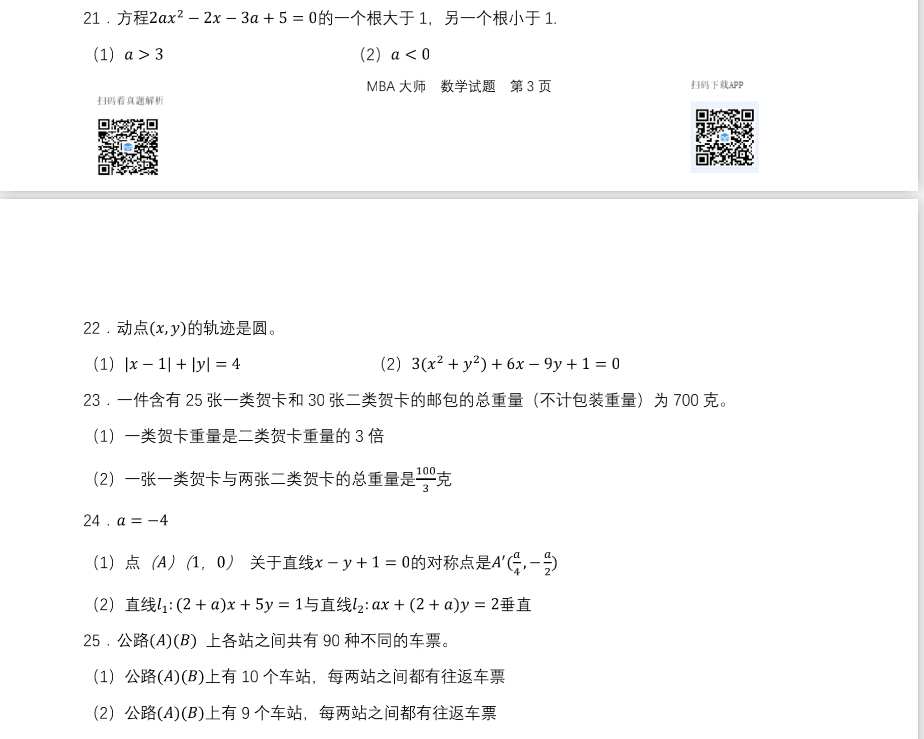 21．方程2ax² − 2x − 3a + 5 = 0的一个根大于 1，另一个根小于 1.
（1）a > 3 （2）a < 0
MBA 大师 数学试题 第 3 页
扫码看真题解析 扫码下载APP
22．动点(x, y)的轨迹是圆。
（1）|x − 1| + |y| = 4 （2）3(x² + y²) + 6x − 9y + 1 = 0
23．一件含有 25 张一类贺卡和 30 张二类贺卡的邮包的总重量（不计包装重量）为 700 克。
（1）一类贺卡重量是二类贺卡重量的 3 倍
（2）一张一类贺卡与两张二类贺卡的总重量是100/3克
24．a = −4
（1）点（A）（1，0） 关于直线x − y + 1 = 0的对称点是A′(a/4, −a/2)
（2）直线l₁: (2 + a)x + 5y = 1与直线l₂: ax + (2 + a)y = 2垂直
25．公路(A)(B) 上各站之间共有 90 种不同的车票。
（1）公路(A)(B)上有 10 个车站，每两站之间都有往返车票
（2）公路(A)(B)上有 9 个车站，每两站之间都有往返车票